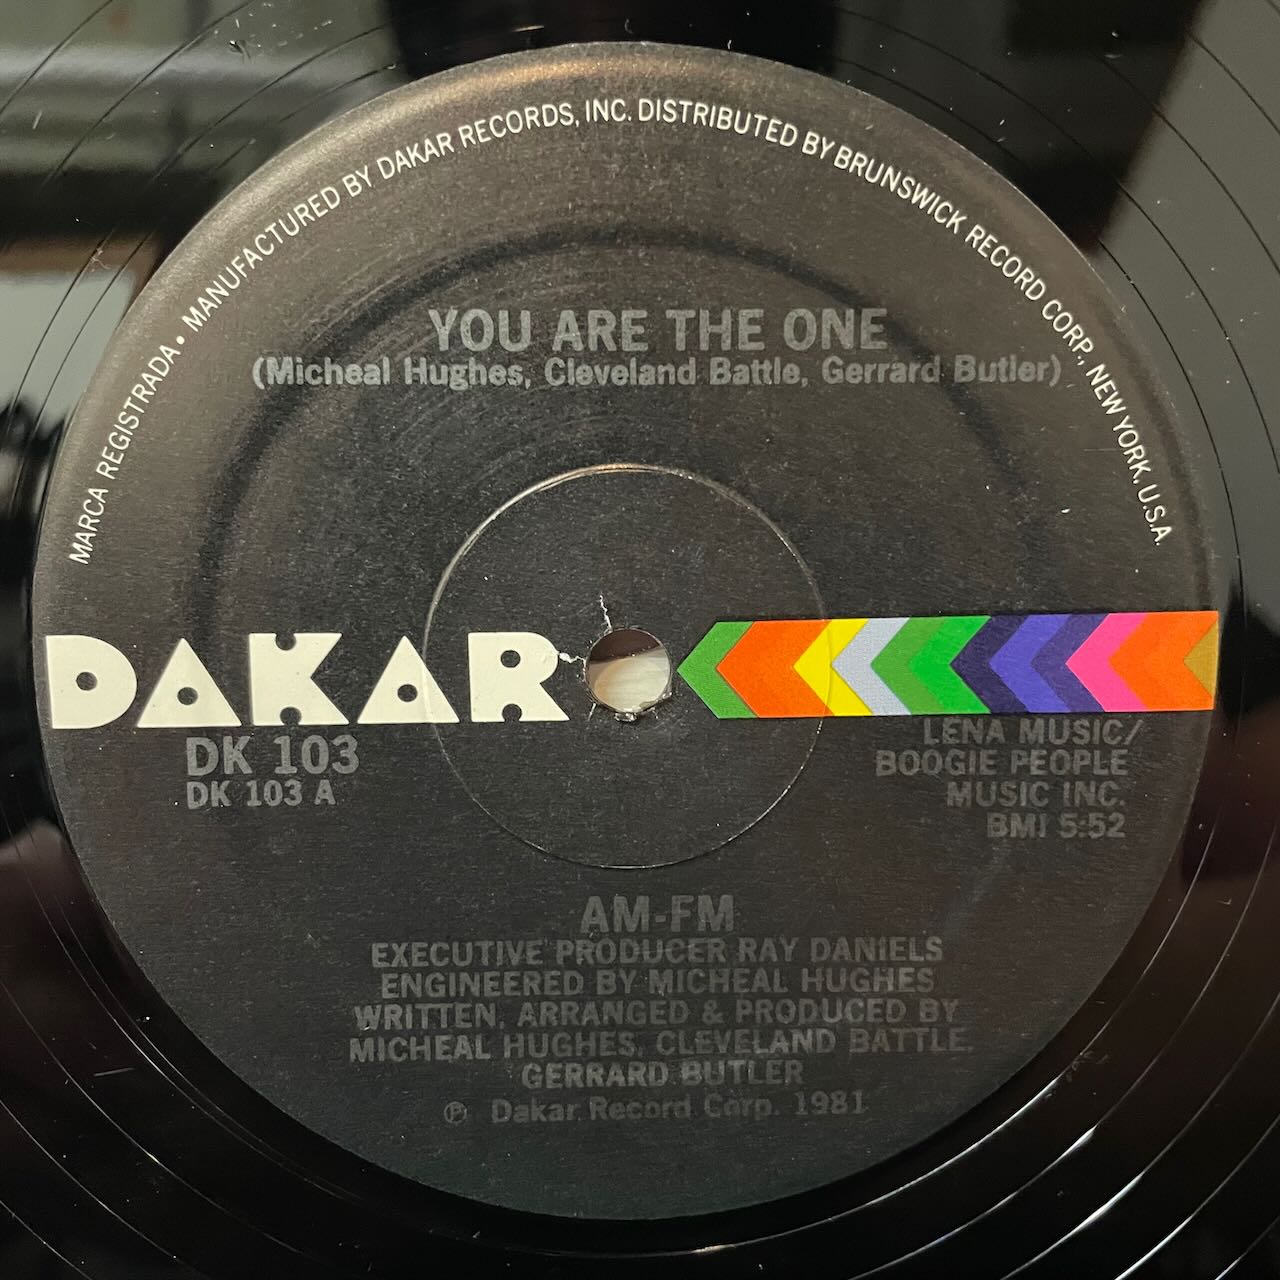 MARCA REGISTRADA • MANUFACTURED BY DAKAR RECORDS, INC. DISTRIBUTED BY BRUNSWICK RECORD CORP., NEW YORK, U.S.A.
YOU ARE THE ONE
(Micheal Hughes, Cleveland Battle, Gerrard Butler)
DAKAR
DK 103
DK 103 A
LENA MUSIC/
BOOGIE PEOPLE
MUSIC INC.
BMI 5:52
AM-FM
EXECUTIVE PRODUCER RAY DANIELS
ENGINEERED BY MICHEAL HUGHES
WRITTEN, ARRANGED & PRODUCED BY
MICHEAL HUGHES, CLEVELAND BATTLE,
GERRARD BUTLER
℗ Dakar Record Corp. 1981